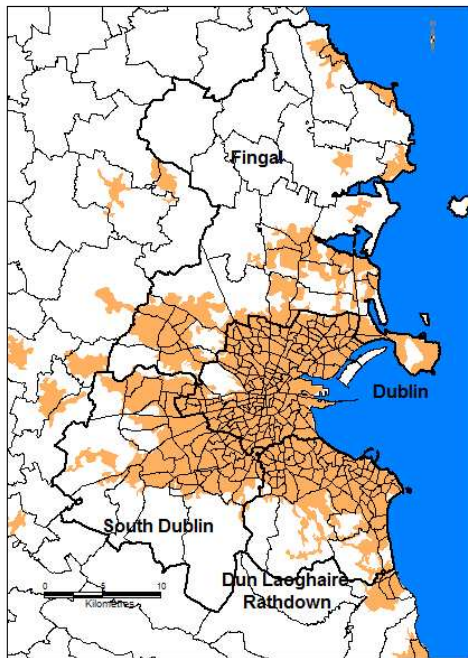 Fingal
Dublin
South Dublin
Dun Laoghaire
Rathdown
0 5 10
Kilometres